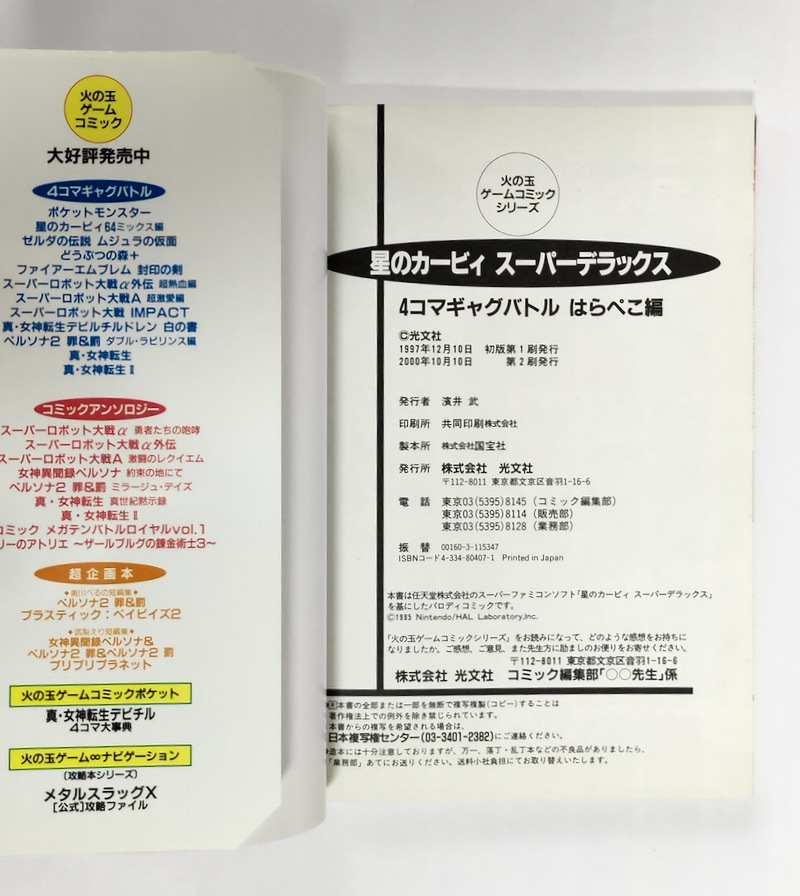 火の玉
ゲーム
コミック
大好評発売中
4コマギャグバトル
ポケットモンスター
星のカービィ64ミックス編
ゼルダの伝説 ムジュラの仮面
どうぶつの森+
ファイアーエムブレム 封印の剣
スーパーロボット大戦α外伝 超熱血編
スーパーロボット大戦A 超激愛編
スーパーロボット大戦 IMPACT
真・女神転生デビルチルドレン 白の書
ペルソナ2 罪&罰 ダブル・ラビリンス編
真・女神転生
真・女神転生Ⅱ
コミックアンソロジー
スーパーロボット大戦α 勇者たちの咆哮
スーパーロボット大戦α外伝
スーパーロボット大戦A 激闘のレクイエム
女神異聞録ペルソナ 約束の地にて
ペルソナ2 罪&罰 ミラージュ・デイズ
真・女神転生 真世紀黙示録
真・女神転生Ⅱ
コミック メガテンバトルロイヤルvol.1
リーのアトリエ 〜ザールブルグの錬金術士3〜
超企画本
ペルソナ2 罪&罰
プラスティック:ベイビイズ2
女神異聞録ペルソナ&
ペルソナ2 罪&ペルソナ2 罰
プリプリプラネット
火の玉ゲームコミックポケット
真・女神転生デビチル
4コマ大事典
火の玉ゲーム∞ナビゲーション
(攻略本シリーズ)
メタルスラッグX
[公式]攻略ファイル
火の玉
ゲームコミック
シリーズ
星のカービィ スーパーデラックス
4コマギャグバトル はらぺこ編
©光文社
1997年12月10日 初版第1刷発行
2000年10月10日 第2刷発行
発行者 濱井 武
印刷所 共同印刷株式会社
製本所 株式会社国宝社
発行所 株式会社 光文社
〒112-8011 東京都文京区音羽1-16-6
電 話 東京03(5395)8145(コミック編集部)
東京03(5395)8114(販売部)
東京03(5395)8128(業務部)
振 替 00160-3-115347
ISBNコード4-334-80407-1 Printed in Japan
本書は任天堂株式会社のスーパーファミコンソフト「星のカービィ スーパーデラックス」
を基にしたパロディコミックです。
©1995 Nintendo/HAL Laboratory,Inc.
「火の玉ゲームコミックシリーズ」をお読みになって、どのような感想をお持ちに
なりましたか。ご感想、ご意見、また先生方に励ましのお便りをお寄せください。
〒112-8011 東京都文京区音羽1-16-6
株式会社 光文社 コミック編集部「○○先生」係
Ⓡ本書の全部または一部を無断で複写複製(コピー)することは
著作権法上での例外を除き禁じられています。
本書からの複写を希望される場合は、
日本複写権センター(03-3401-2382)にご連絡ください。
造本には十分注意しておりますが、万一、落丁・乱丁本などの不良品がありましたら、
「業務部」あてにお送りください。送料小社負担にてお取り替えいたします。